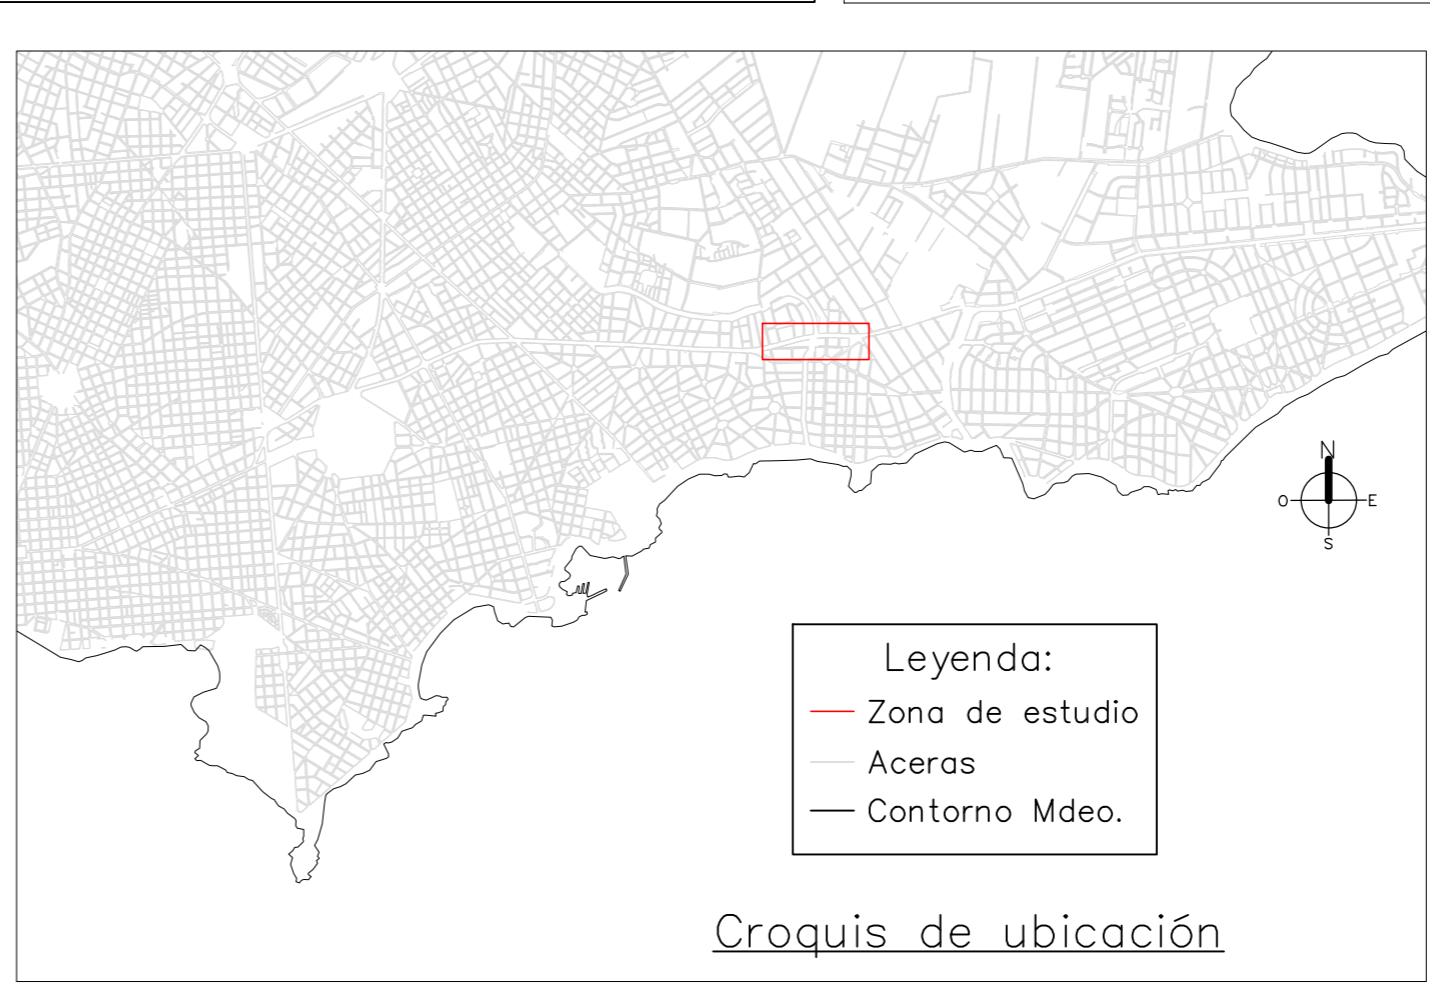 N
O
E
S
Leyenda:
Zona de estudio
Aceras
Contorno Mdeo.
Croquis de ubicación